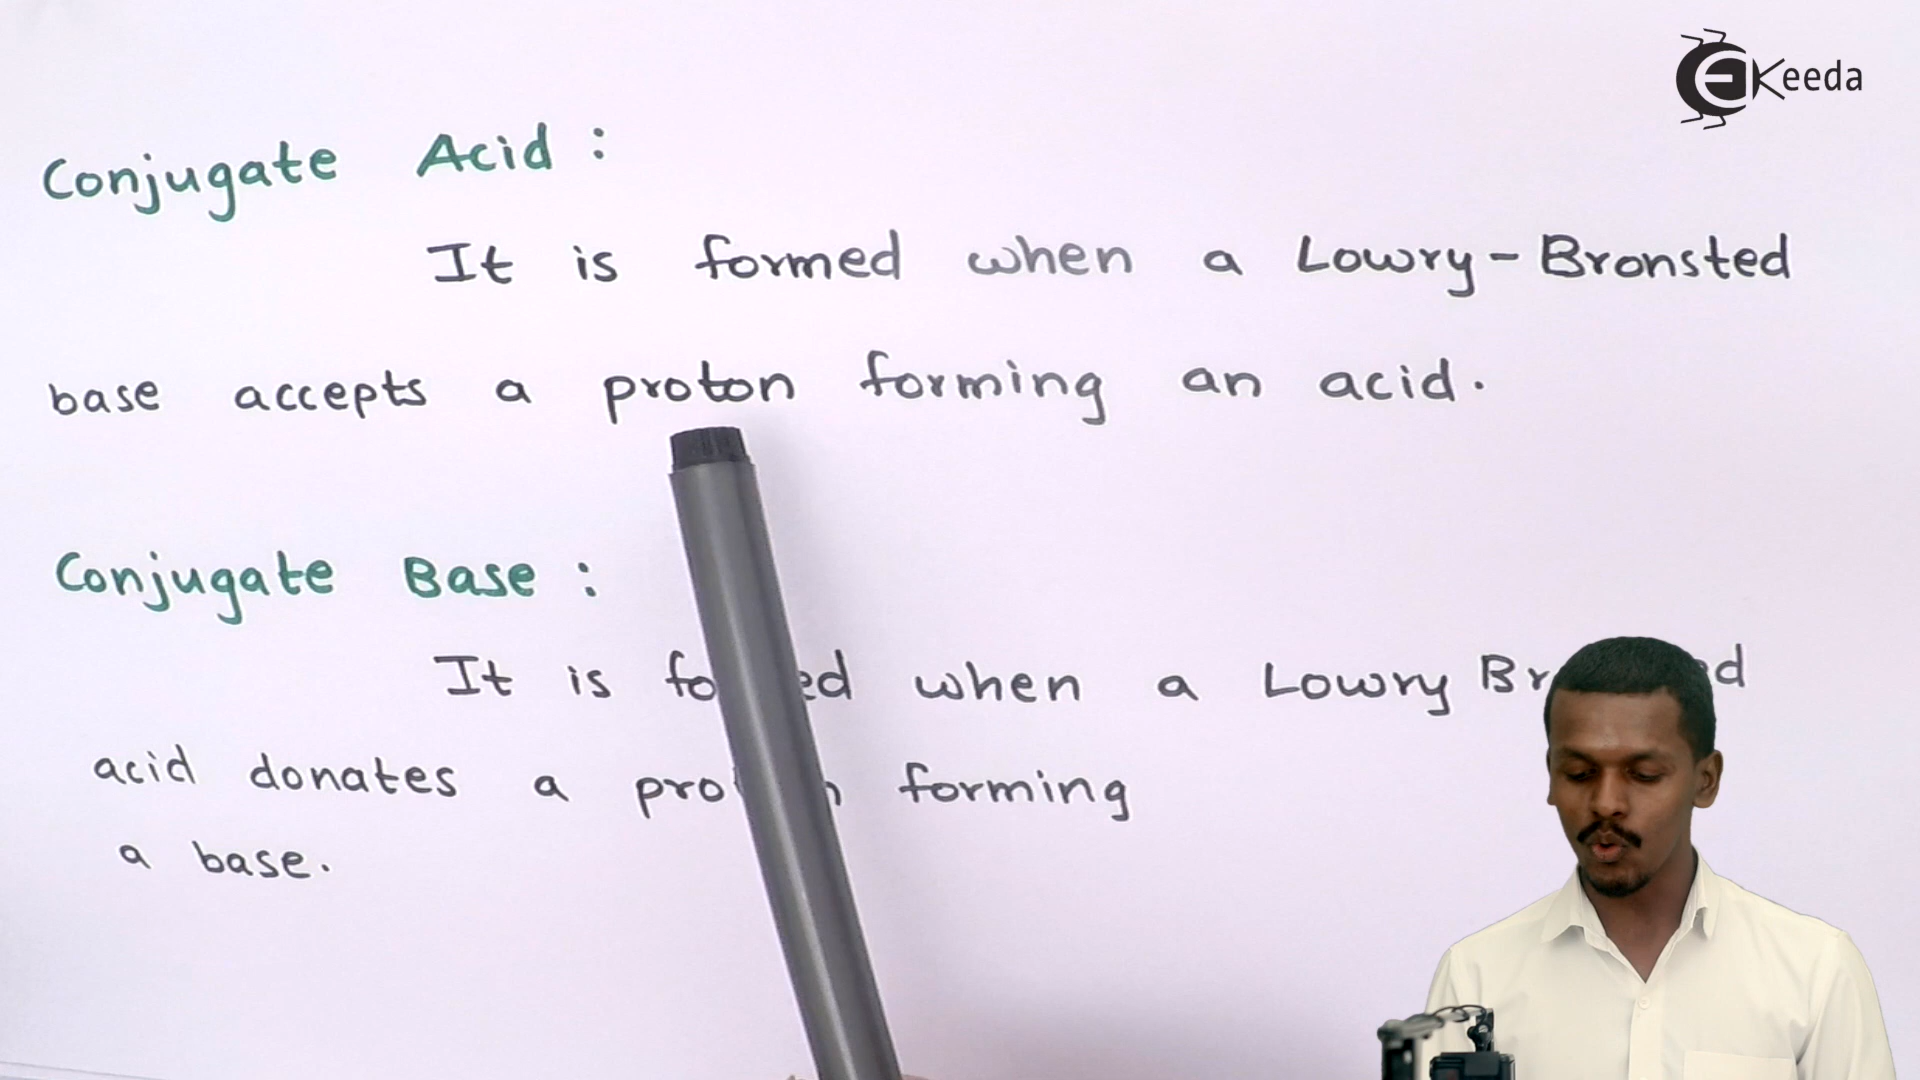 EKeeda
Conjugate Acid :
It is formed when a Lowry-Bronsted
base accepts a proton forming an acid.
Conjugate Base :
It is when a Lowry
acid donates a forming
a base.